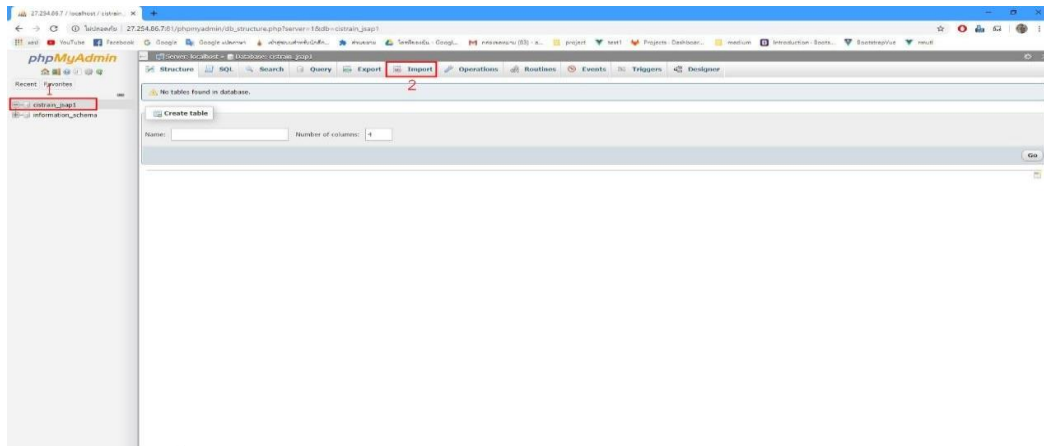 27.254.86.7 / localhost / cistrain_
27.254.86.7:81/phpmyadmin/db_structure.php?server=1&db=cistrain_jsap1
YouTube Facebook Google Google project test1 Projects Dashboar... medium Introduction · Boots... BootstrapVue
phpMyAdmin
Server: localhost » Database: cistrain_jsap1
Structure SQL Search Query Export Import Operations Routines Events Triggers Designer
Recent Favorites
1
2
cistrain_jsap1
information_schema
No tables found in database.
Create table
Name: Number of columns: 4
Go